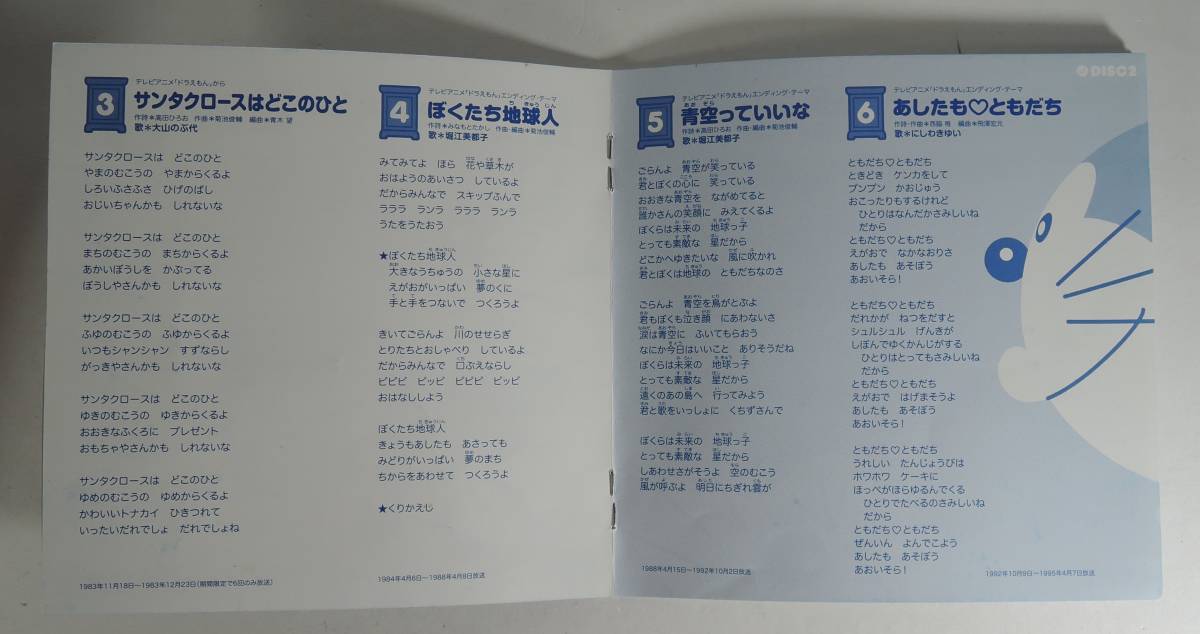 3
テレビアニメ「ドラえもん」から
サンタクロースはどこのひと
作詩*高田ひろお 作曲*菊池俊輔 編曲*青木 望
歌*大山のぶ代
サンタクロースは どこのひと
やまのむこうの やまからくるよ
しろいふさふさ ひげのばし
おじいちゃんかも しれないな
サンタクロースは どこのひと
まちのむこうの まちからくるよ
あかいぼうしを かぶってる
ぼうしやさんかも しれないな
サンタクロースは どこのひと
ふゆのむこうの ふゆからくるよ
いつもシャンシャン すずならし
がっきやさんかも しれないな
サンタクロースは どこのひと
ゆきのむこうの ゆきからくるよ
おおきなふくろに プレゼント
おもちゃやさんかも しれないな
サンタクロースは どこのひと
ゆめのむこうの ゆめからくるよ
かわいいトナカイ ひきつれて
いったいだれでしょ だれでしょね
1983年11月18日〜1983年12月23日(期間限定で6回のみ放送)
4
テレビアニメ「ドラえもん」エンディング・テーマ
ぼくたち地球人
作詩*みなもとたかし 作曲・編曲*菊池俊輔
歌*堀江美都子
みてみてよ ほら 花や草木が
おはようのあいさつ しているよ
だからみんなで スキップふんで
ラララ ランラ ラララ ランラ
うたをうたおう
★ぼくたち地球人
大きなうちゅうの 小さな星に
えがおがいっぱい 夢のくに
手と手をつないで つくろうよ
きいてごらんよ 川のせせらぎ
とりたちとおしゃべり しているよ
だからみんなで 口ぶえならし
ピピピ ピッピ ピピピ ピッピ
おはなししよう
ぼくたち地球人
きょうもあしたも あさっても
みどりがいっぱい 夢のまち
ちからをあわせて つくろうよ
★くりかえし
1984年4月6日〜1988年4月8日放送
5
テレビアニメ「ドラえもん」エンディング・テーマ
青空っていいな
作詩*高田ひろお 作曲・編曲*菊池俊輔
歌*堀江美都子
ごらんよ 青空が笑っている
君とぼくの心に 笑っている
おおきな青空を ながめてると
誰かさんの笑顔に みえてくるよ
ぼくらは未来の 地球っ子
とっても素敵な 星だから
どこかへゆきたいな 風に吹かれ
君とぼくは地球の ともだちなのさ
ごらんよ 青空を鳥がとぶよ
君もぼくも泣き顔 にあわないさ
涙は青空に ふいてもらおう
なにか今日はいいこと ありそうだね
ぼくらは未来の 地球っ子
とっても素敵な 星だから
遠くのあの島へ 行ってみよう
君と歌をいっしょに くちずさんで
ぼくらは未来の 地球っ子
とっても素敵な 星だから
しあわせさがそうよ 空のむこう
風が呼ぶよ 明日にちぎれ雲が
1988年4月15日〜1992年10月2日放送
DISC2
6
テレビアニメ「ドラえもん」エンディング・テーマ
あしたも♡ともだち
作詩・作曲*西脇 唯 編曲*飛澤宏元
歌*にしわきゆい
ともだち♡ともだち
ときどき ケンカをして
プンプン かおじゅう
おこったりもするけれど
ひとりはなんだかさみしいね
だから
ともだち♡ともだち
えがおで なかなおりさ
あしたも あそぼう
あおいそら!
ともだち♡ともだち
だれかが ねつをだすと
シュルシュル げんきが
しぼんでゆくかんじがする
ひとりはとってもさみしいね
だから
ともだち♡ともだち
えがおで はげまそうよ
あしたも あそぼう
あおいそら!
ともだち♡ともだち
うれしい たんじょうびは
ホワホワ ケーキに
ほっぺがほらゆるんでくる
ひとりでたべるのさみしいね
だから
ともだち♡ともだち
ぜんいん よんでこよう
あしたも あそぼう
あおいそら!
1992年10月9日〜1995年4月7日放送